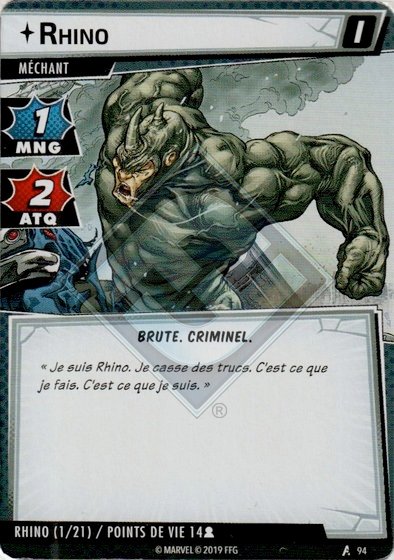 RHINO
I
MÉCHANT
1
MNG
2
ATQ
BRUTE. CRIMINEL.
« Je suis Rhino. Je casse des trucs. C'est ce que
je fais. C'est ce que je suis. »
®
RHINO (1/21) / POINTS DE VIE 14
© MARVEL © 2019 FFG
94